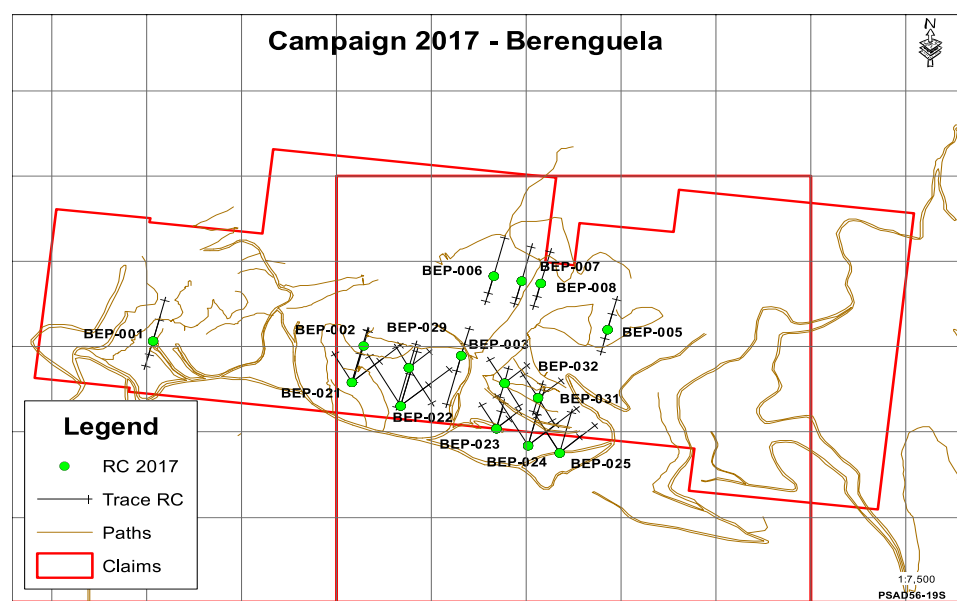 Campaign 2017 - Berenguela
N
BEP-006
BEP-007
BEP-008
BEP-001
BEP-002
BEP-029
BEP-003
BEP-005
BEP-032
BEP-021
BEP-022
BEP-031
BEP-023
BEP-024
BEP-025
Legend
RC 2017
Trace RC
Paths
Claims
1:7,500
PSAD56-19S